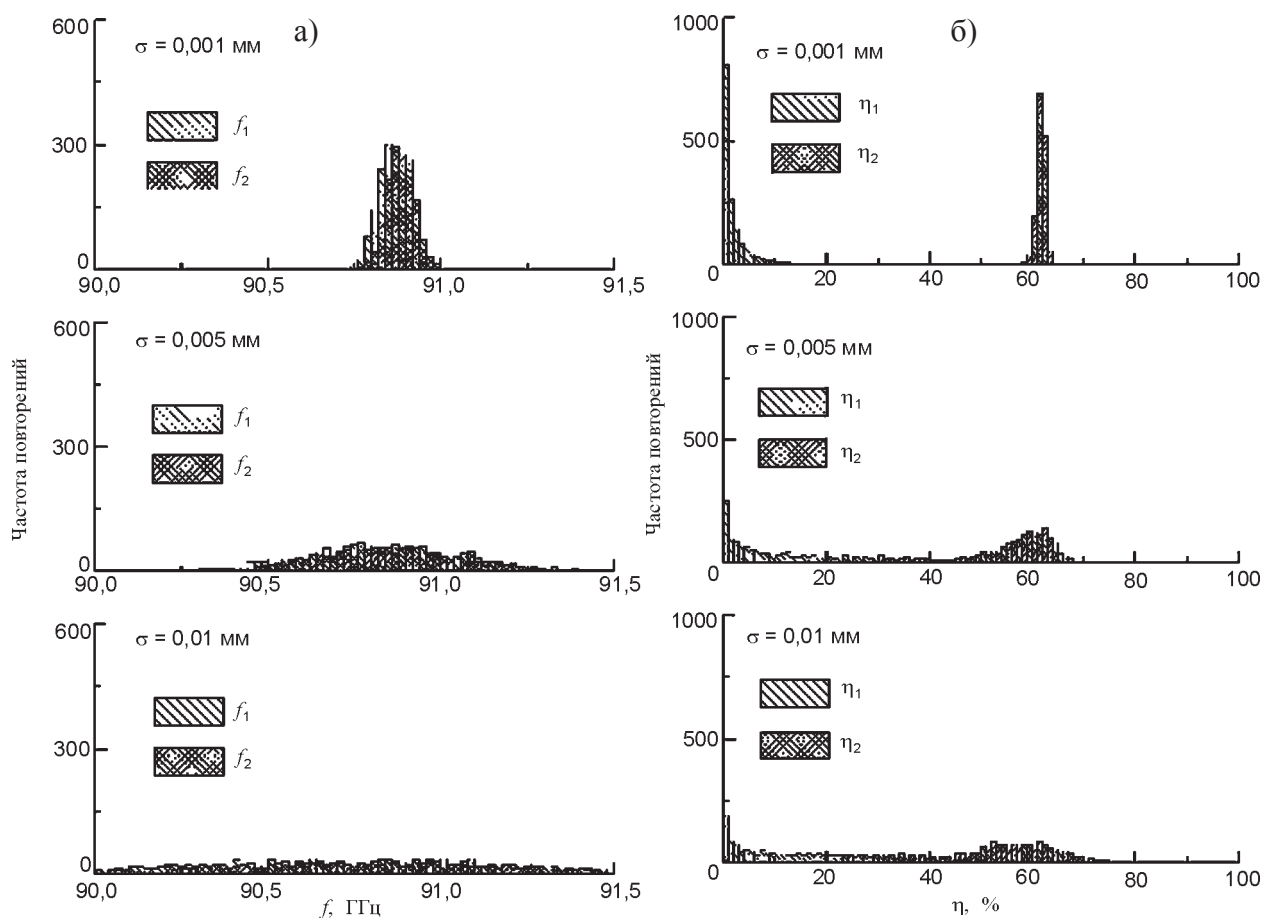 а)
600
300
0
σ = 0,001 мм
f1
f2
90,0
90,5
91,0
91,5
600
300
0
σ = 0,005 мм
f1
f2
90,0
90,5
91,0
91,5
600
300
0
σ = 0,01 мм
f1
f2
90,0
90,5
91,0
91,5
Частота повторений
f, ГГц
б)
1000
500
0
σ = 0,001 мм
η1
η2
20
40
60
80
100
1000
500
0
σ = 0,005 мм
η1
η2
20
40
60
80
100
1000
500
0
σ = 0,01 мм
η1
η2
20
40
60
80
100
Частота повторений
η, %